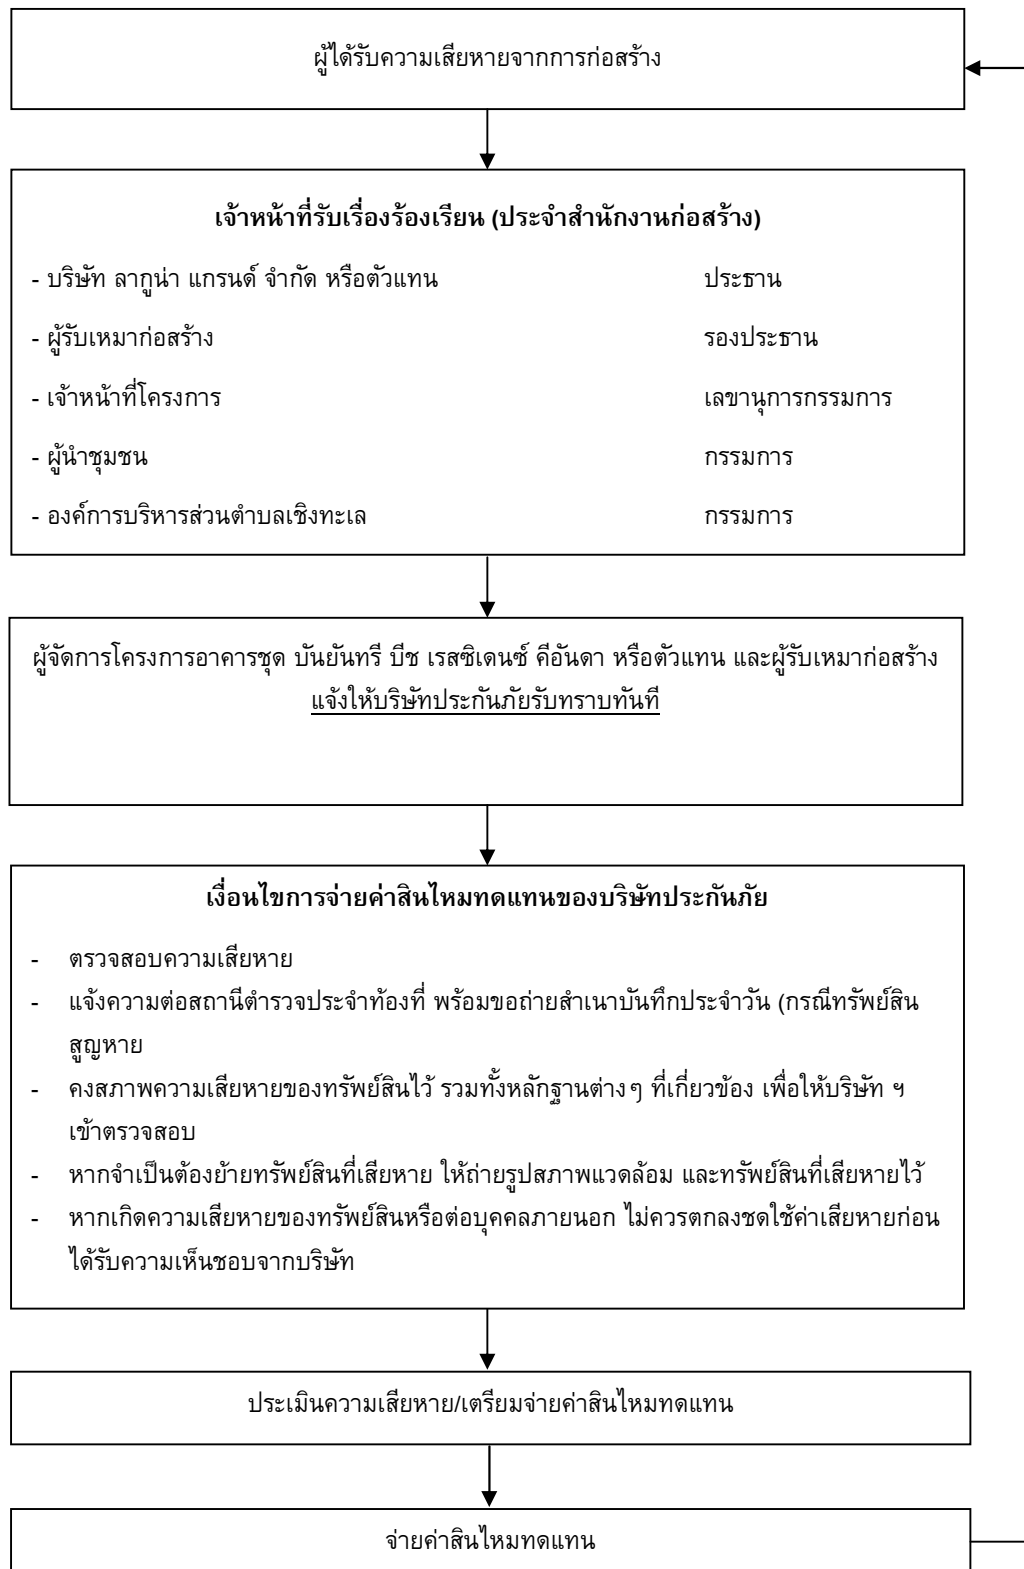 ผู้ได้รับความเสียหายจากการก่อสร้าง
เจ้าหน้าที่รับเรื่องร้องเรียน (ประจำสำนักงานก่อสร้าง)
- บริษัท ลากูน่า แกรนด์ จำกัด หรือตัวแทน ประธาน
- ผู้รับเหมาก่อสร้าง รองประธาน
- เจ้าหน้าที่โครงการ เลขานุการกรรมการ
- ผู้นำชุมชน กรรมการ
- องค์การบริหารส่วนตำบลเชิงทะเล กรรมการ
ผู้จัดการโครงการอาคารชุด บันยันทรี บีช เรสซิเดนซ์ คีอันดา หรือตัวแทน และผู้รับเหมาก่อสร้าง
แจ้งให้บริษัทประกันภัยรับทราบทันที
เงื่อนไขการจ่ายค่าสินไหมทดแทนของบริษัทประกันภัย
- ตรวจสอบความเสียหาย
- แจ้งความต่อสถานีตำรวจประจำท้องที่ พร้อมขอถ่ายสำเนาบันทึกประจำวัน (กรณีทรัพย์สิน
สูญหาย
- คงสภาพความเสียหายของทรัพย์สินไว้ รวมทั้งหลักฐานต่างๆ ที่เกี่ยวข้อง เพื่อให้บริษัท ฯ
เข้าตรวจสอบ
- หากจำเป็นต้องย้ายทรัพย์สินที่เสียหาย ให้ถ่ายรูปสภาพแวดล้อม และทรัพย์สินที่เสียหายไว้
- หากเกิดความเสียหายของทรัพย์สินหรือต่อบุคคลภายนอก ไม่ควรตกลงชดใช้ค่าเสียหายก่อน
ได้รับความเห็นชอบจากบริษัท
ประเมินความเสียหาย/เตรียมจ่ายค่าสินไหมทดแทน
จ่ายค่าสินไหมทดแทน